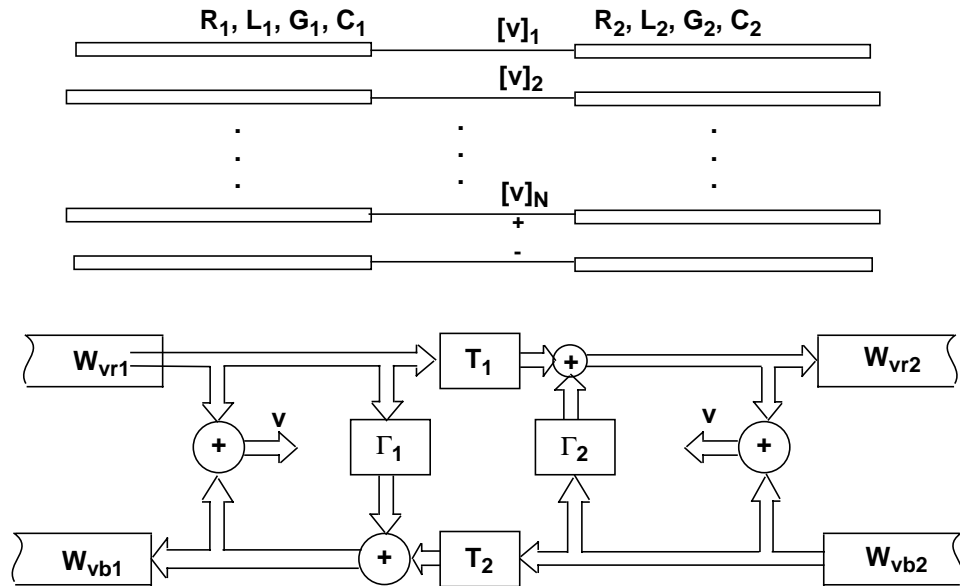 R₁, L₁, G₁, C₁ [v]₁ R₂, L₂, G₂, C₂
[v]₂
. . .
. . .
. . .
[v]N
+
-
Wvr1 T₁ + Wvr2
v v
+ Γ₁ Γ₂ +
Wvb1 + T₂ Wvb2